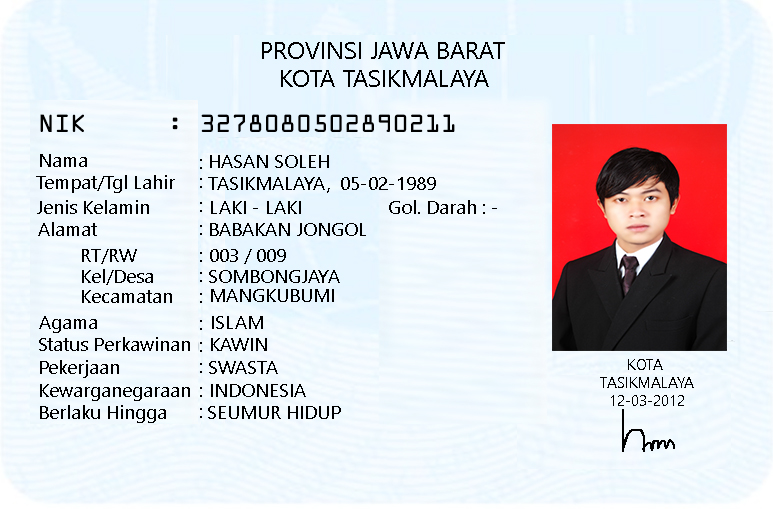 PROVINSI JAWA BARAT
KOTA TASIKMALAYA
NIK : 3278080502890211
Nama : HASAN SOLEH
Tempat/Tgl Lahir : TASIKMALAYA, 05-02-1989
Jenis Kelamin : LAKI - LAKI Gol. Darah : -
Alamat : BABAKAN JONGOL
RT/RW : 003 / 009
Kel/Desa : SOMBONGJAYA
Kecamatan : MANGKUBUMI
Agama : ISLAM
Status Perkawinan : KAWIN
Pekerjaan : SWASTA
Kewarganegaraan : INDONESIA
Berlaku Hingga : SEUMUR HIDUP
KOTA
TASIKMALAYA
12-03-2012